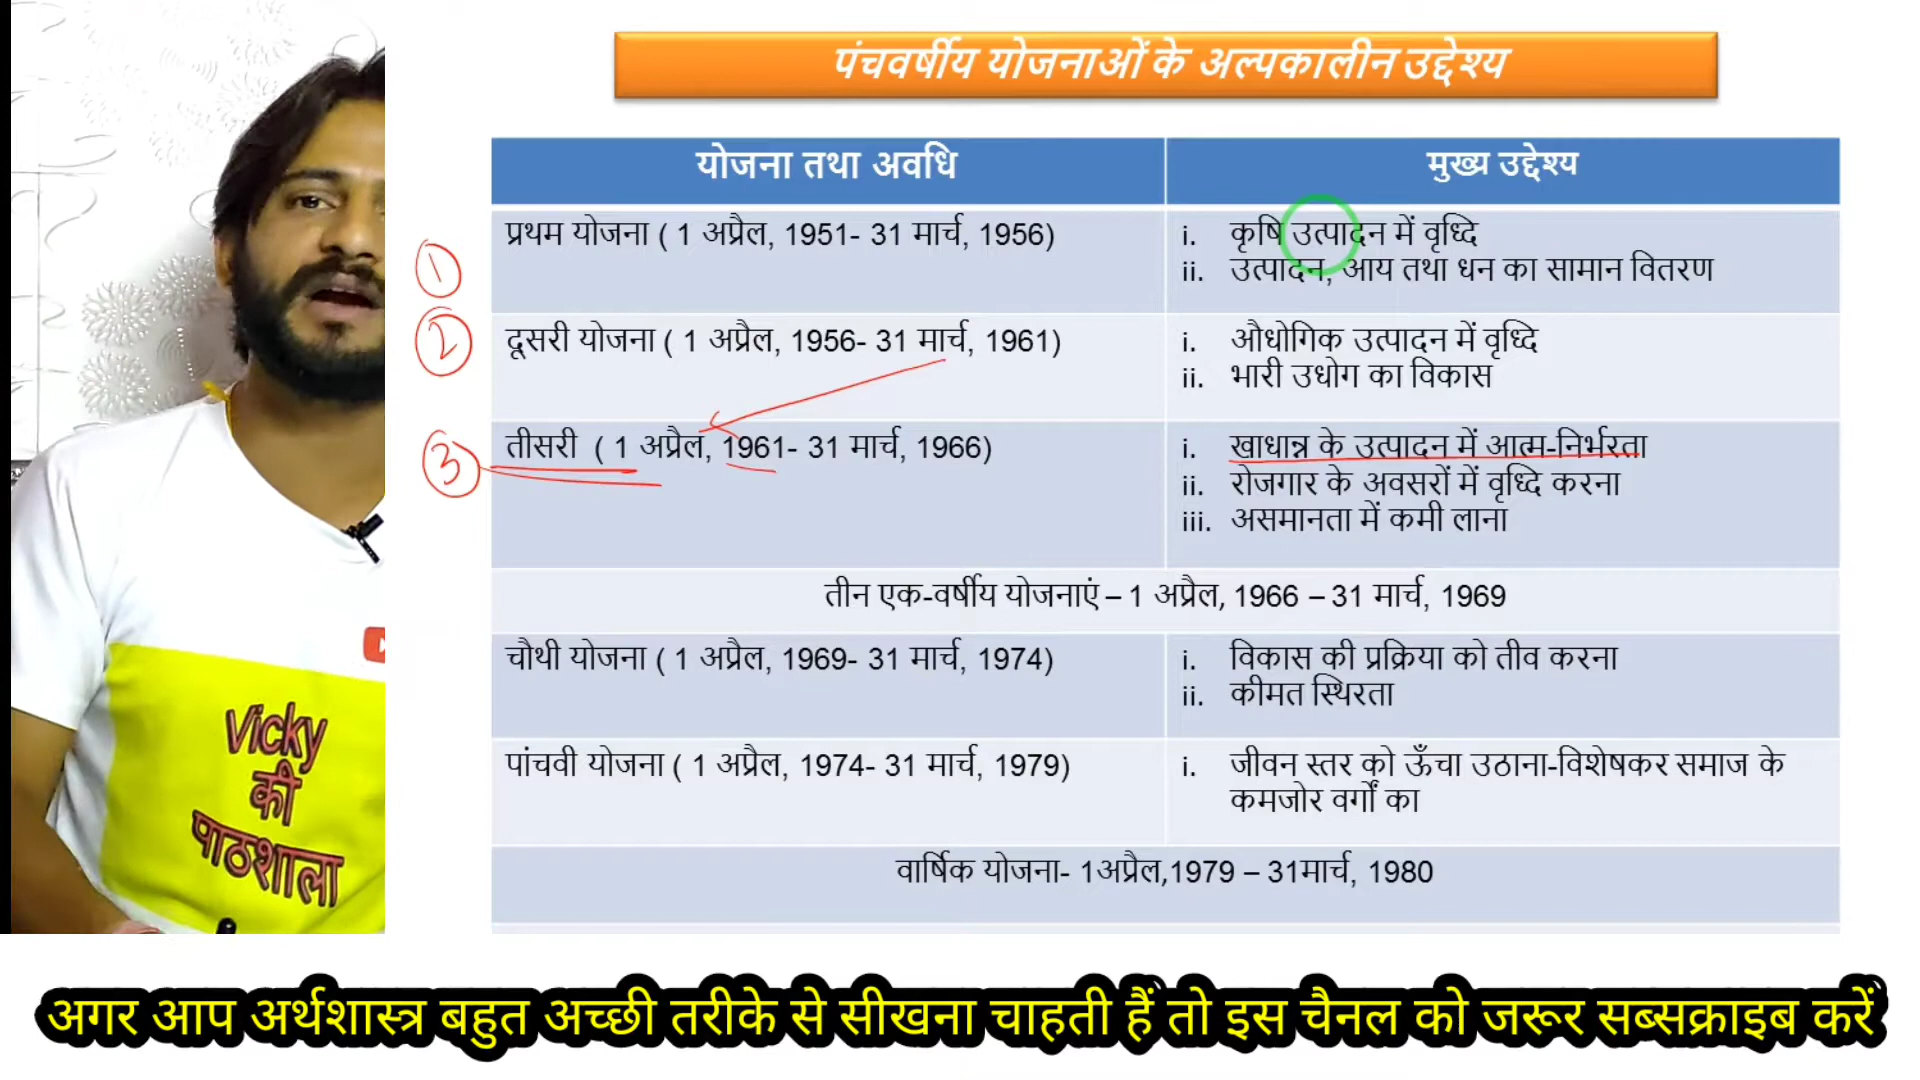 पंचवर्षीय योजनाओं के अल्पकालीन उद्देश्य
योजना तथा अवधि
मुख्य उद्देश्य
प्रथम योजना ( 1 अप्रैल, 1951- 31 मार्च, 1956)
i. कृषि उत्पादन में वृध्दि
ii. उत्पादन, आय तथा धन का सामान वितरण
1
दूसरी योजना ( 1 अप्रैल, 1956- 31 मार्च, 1961)
i. औधोगिक उत्पादन में वृध्दि
ii. भारी उधोग का विकास
2
तीसरी ( 1 अप्रैल, 1961- 31 मार्च, 1966)
i. खाधान्न के उत्पादन में आत्म-निर्भरता
ii. रोजगार के अवसरों में वृध्दि करना
iii. असमानता में कमी लाना
3
तीन एक-वर्षीय योजनाएं – 1 अप्रैल, 1966 – 31 मार्च, 1969
चौथी योजना ( 1 अप्रैल, 1969- 31 मार्च, 1974)
i. विकास की प्रक्रिया को तीव करना
ii. कीमत स्थिरता
पांचवी योजना ( 1 अप्रैल, 1974- 31 मार्च, 1979)
i. जीवन स्तर को ऊँचा उठाना-विशेषकर समाज के
कमजोर वर्गों का
वार्षिक योजना- 1अप्रैल,1979 – 31मार्च, 1980
Vicky
की
पाठशाला
अगर आप अर्थशास्त्र बहुत अच्छी तरीके से सीखना चाहती हैं तो इस चैनल को जरूर सब्सक्राइब करें